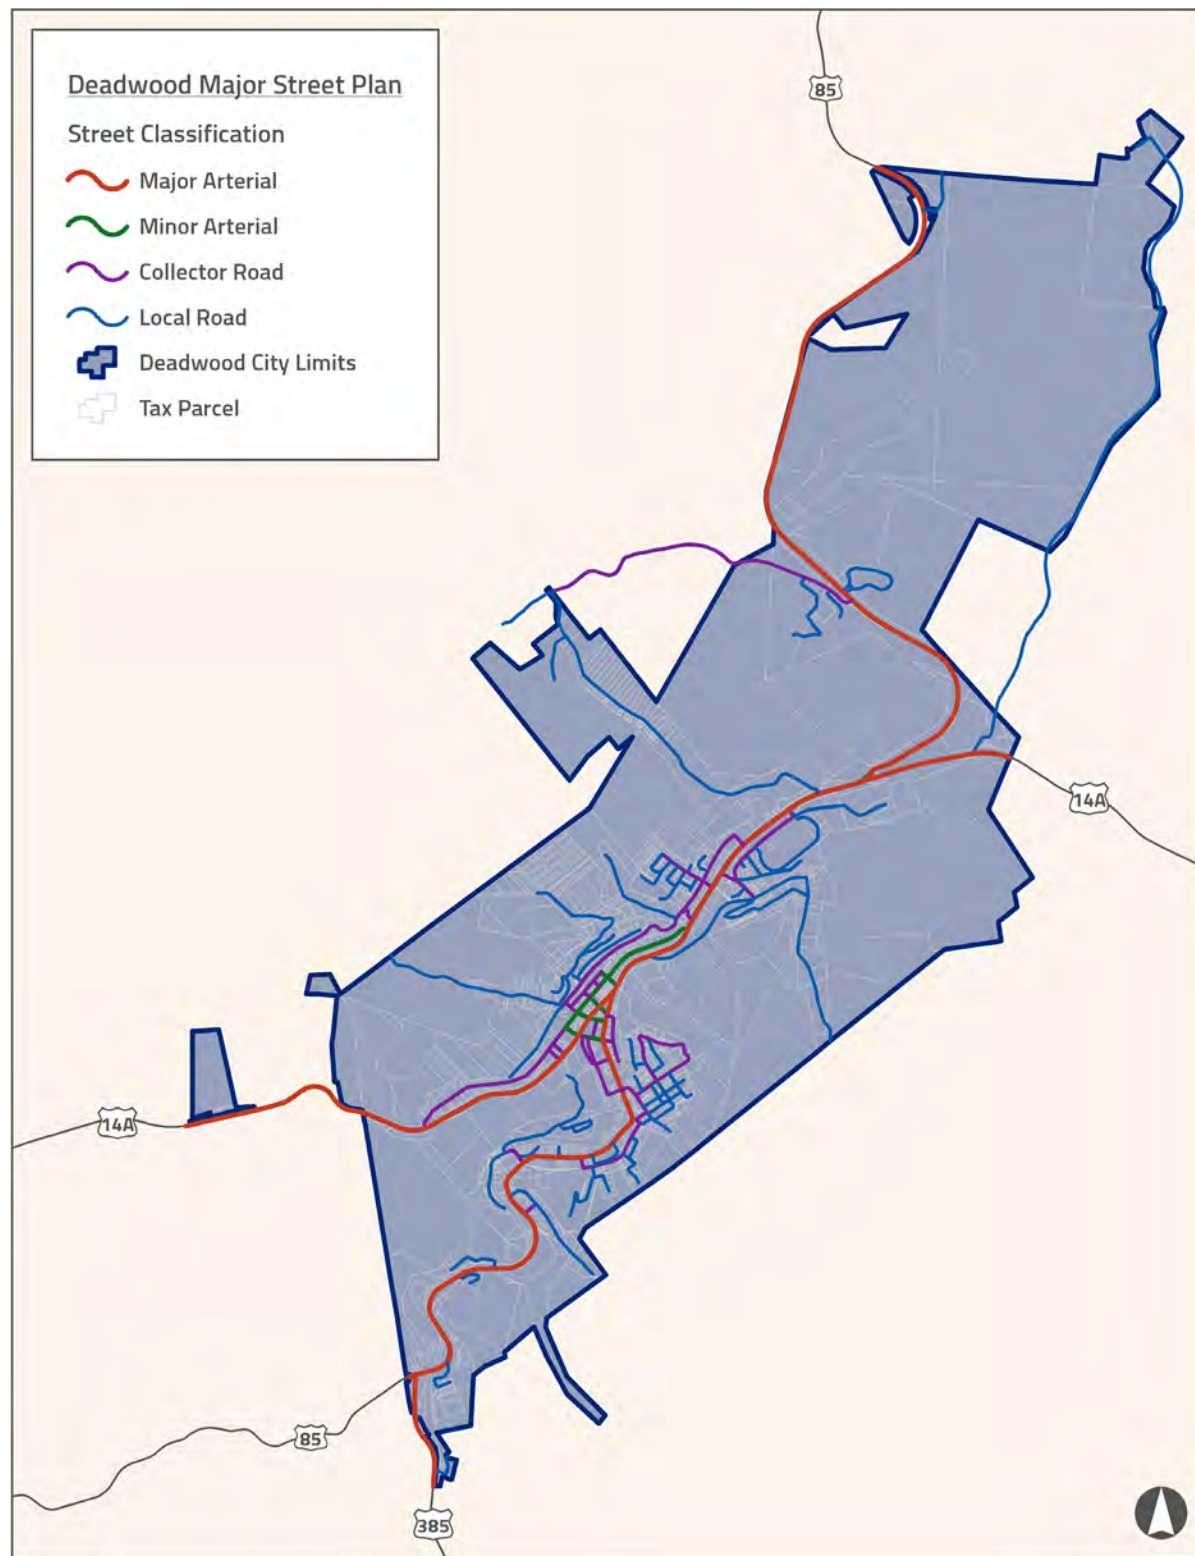 Deadwood Major Street Plan
Street Classification
Major Arterial
Minor Arterial
Collector Road
Local Road
Deadwood City Limits
Tax Parcel
85
14A
14A
85
385